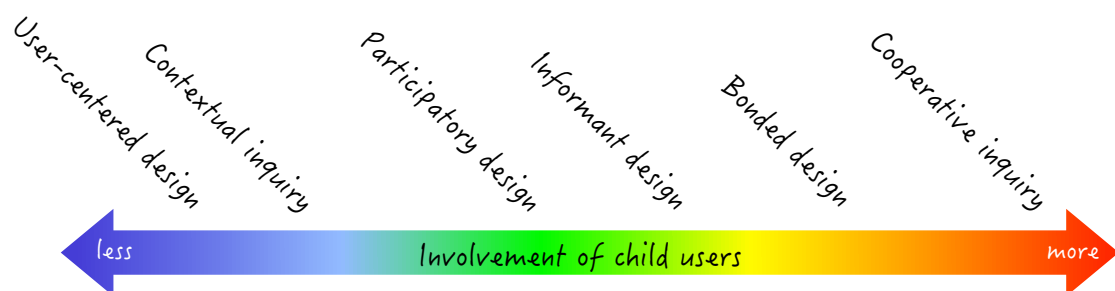 User-centered design
Contextual inquiry
Participatory design
Informant design
Bonded design
Cooperative inquiry
less
Involvement of child users
more